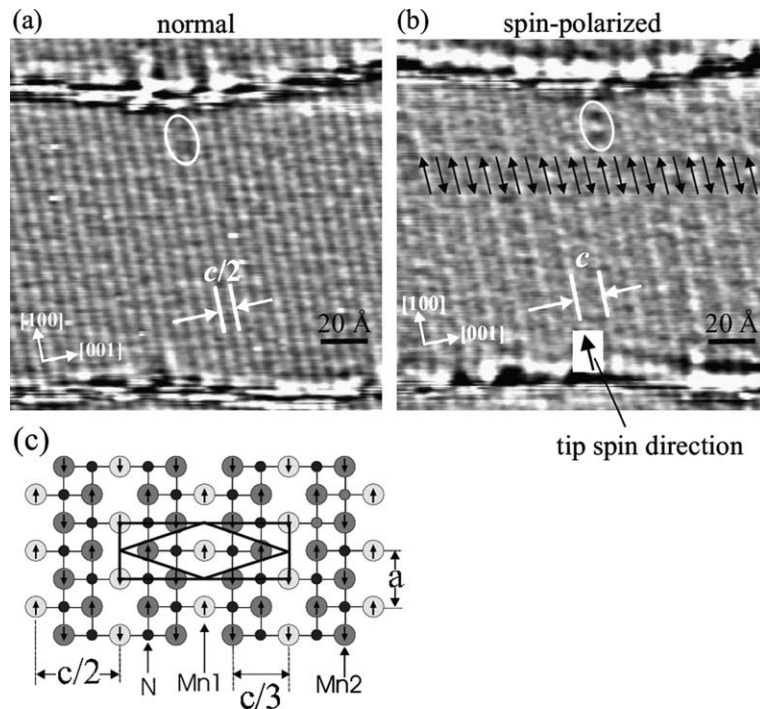 (a) normal
(b) spin-polarized
c/2
[100]
[001]
20 Å
c
[100]
[001]
20 Å
tip spin direction
(c)
a
c/2
N
Mn1
c/3
Mn2